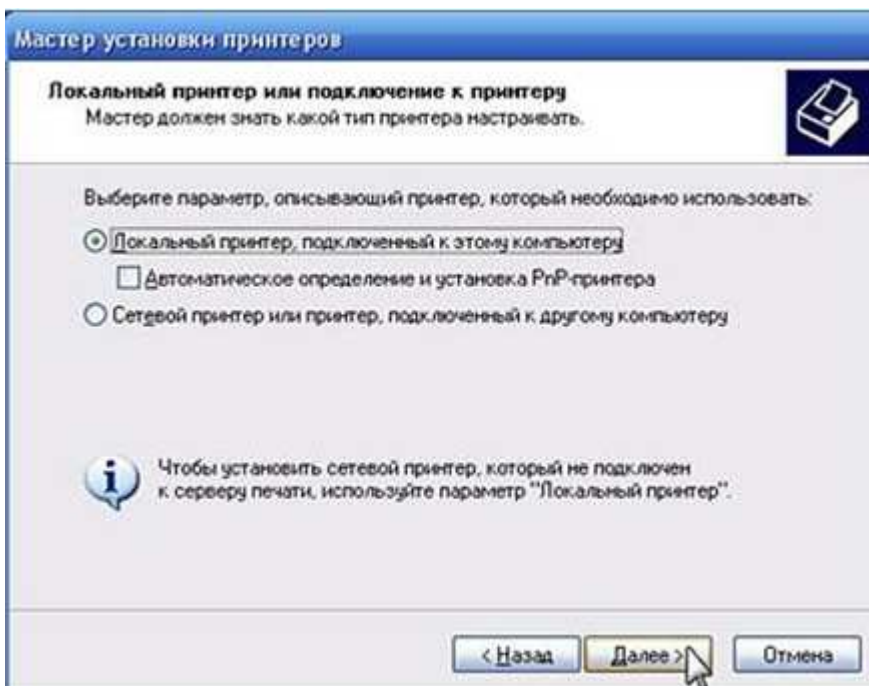 Мастер установки принтеров
Локальный принтер или подключение к принтеру
Мастер должен знать какой тип принтера настраивать.
Выберите параметр, описывающий принтер, который необходимо использовать:
Локальный принтер, подключенный к этому компьютеру
Автоматическое определение и установка PnP-принтера
Сетевой принтер или принтер, подключенный к другому компьютеру
Чтобы установить сетевой принтер, который не подключен
к серверу печати, используйте параметр "Локальный принтер".
< Назад Далее > Отмена